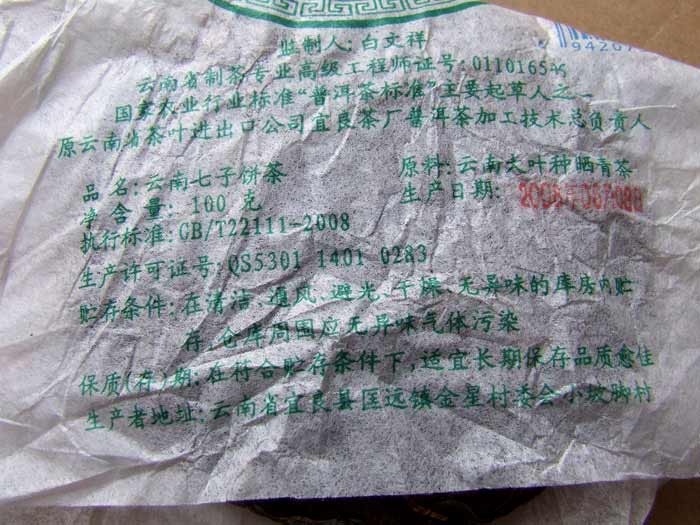 监制人：白文祥
9426
云南省制茶专业高级工程师证号：0110165
国家农业行业标准“普洱茶标准”主要起草人之一
原云南省茶叶进出口公司宜良茶厂普洱茶加工技术总负责人
品名：云南七子饼茶
原料：云南大叶种晒青茶
净含量：100克
生产日期：
执行标准：GB/T22111-2008
生产许可证号：QS5301 1401 0283
贮存条件：在清洁、通风、避光、干燥、无异味的库房内贮
存，仓库周围应无异味气体污染
保质(存)期：在符合贮存条件下，适宜长期保存品质愈佳
生产者地址：云南省宜良县匡远镇金星村委会小坡脚村